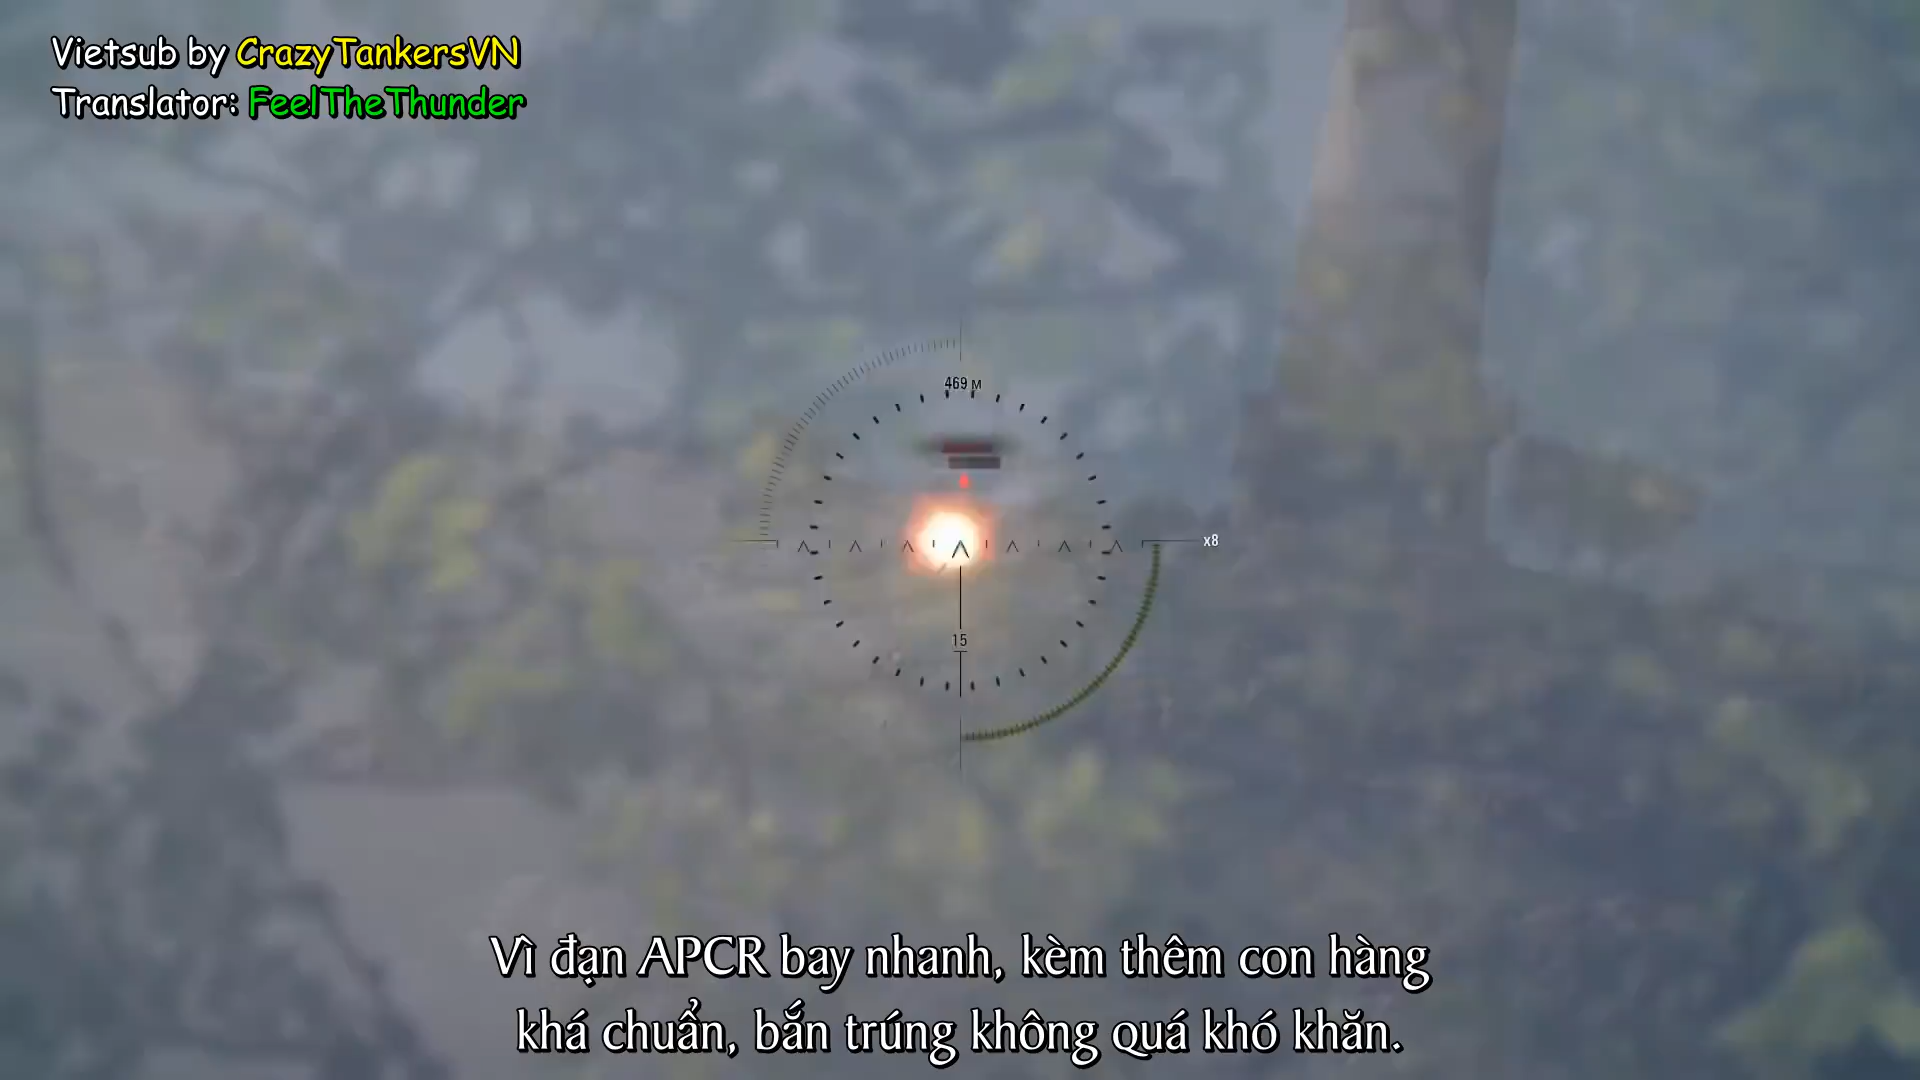 Vietsub by CrazyTankersVN
Translator: FeelTheThunder
469 м
x8
15
Vì đạn APCR bay nhanh, kèm thêm con hàng
khá chuẩn, bắn trúng không quá khó khăn.